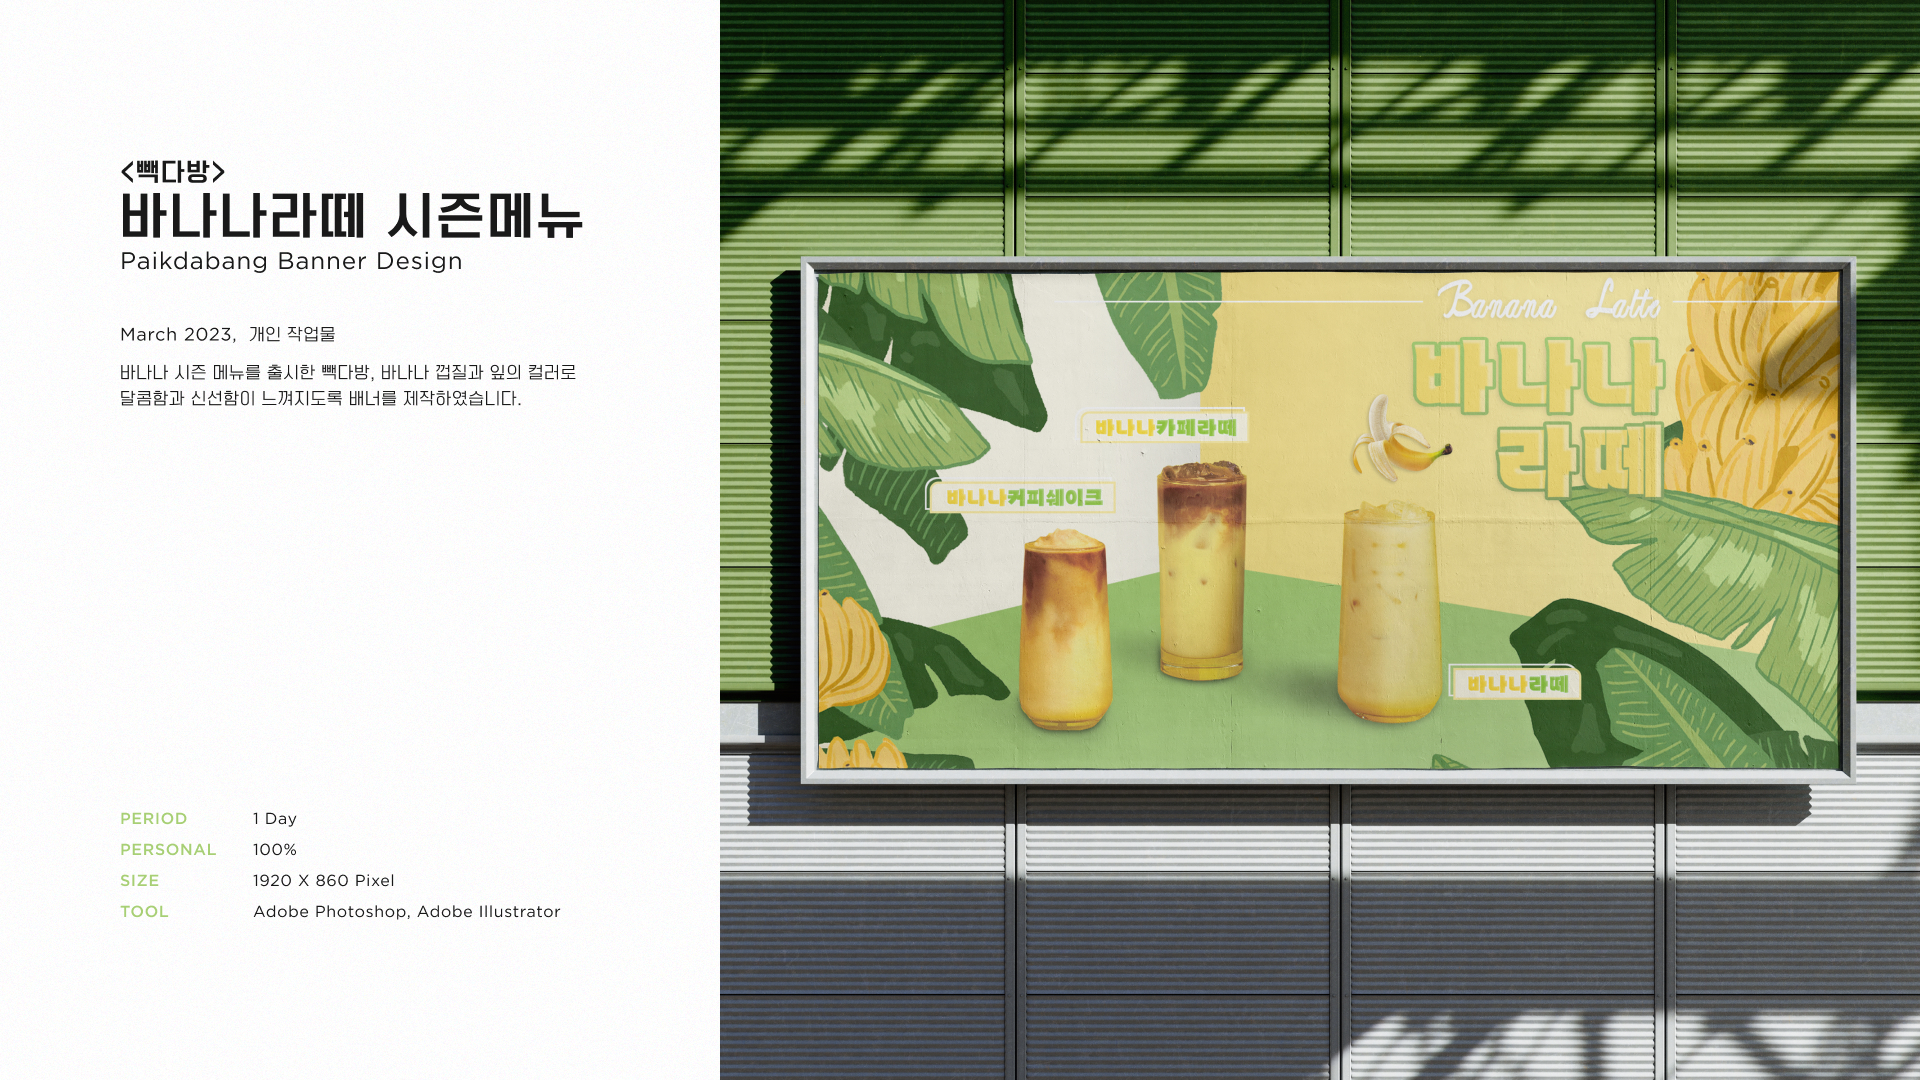 <빽다방>
바나나라떼 시즌메뉴
Paikdabang Banner Design
March 2023, 개인 작업물
바나나 시즌 메뉴를 출시한 빽다방, 바나나 껍질과 잎의 컬러로
달콤함과 신선함이 느껴지도록 배너를 제작하였습니다.
PERIOD 1 Day
PERSONAL 100%
SIZE 1920 X 860 Pixel
TOOL Adobe Photoshop, Adobe Illustrator
Banana Latte
바나나
라떼
바나나카페라떼
바나나커피쉐이크
바나나라떼